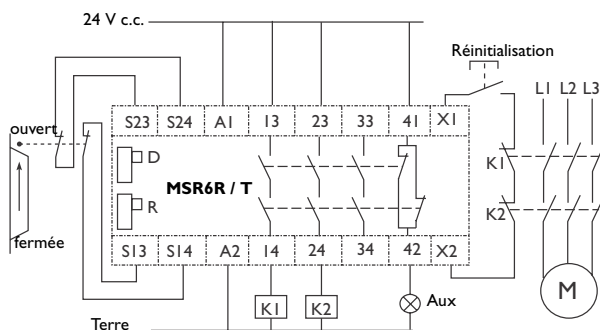 24 V c.c.
Réinitialisation
L1 L2 L3
S23 S24 A1 13 23 33 41 X1
ouvert
D
MSR6R / T
R
K1
K2
fermée
S13 S14 A2 14 24 34 42 X2
K1 K2 Aux
M
Terre